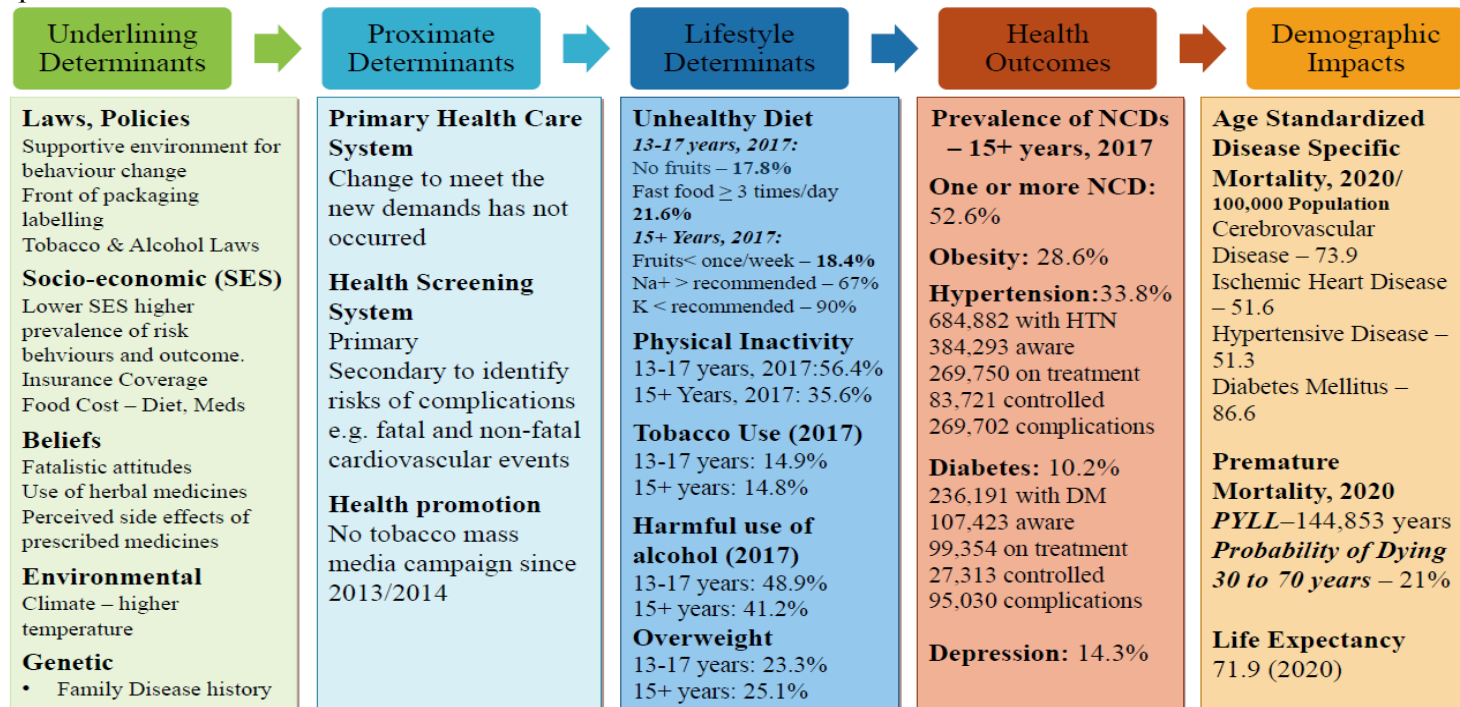 Underlining
Determinants
Proximate
Determinants
Lifestyle
Determinats
Health
Outcomes
Demographic
Impacts
Laws, Policies
Supportive environment for
behaviour change
Front of packaging
labelling
Tobacco & Alcohol Laws
Socio-economic (SES)
Lower SES higher
prevalence of risk
behviours and outcome.
Insurance Coverage
Food Cost – Diet, Meds
Beliefs
Fatalistic attitudes
Use of herbal medicines
Perceived side effects of
prescribed medicines
Environmental
Climate – higher
temperature
Genetic
• Family Disease history
Primary Health Care
System
Change to meet the
new demands has not
occurred
Health Screening
System
Primary
Secondary to identify
risks of complications
e.g. fatal and non-fatal
cardiovascular events
Health promotion
No tobacco mass
media campaign since
2013/2014
Unhealthy Diet
13-17 years, 2017:
No fruits – 17.8%
Fast food ≥ 3 times/day
21.6%
15+ Years, 2017:
Fruits< once/week – 18.4%
Na+ > recommended – 67%
K < recommended – 90%
Physical Inactivity
13-17 years, 2017:56.4%
15+ Years, 2017: 35.6%
Tobacco Use (2017)
13-17 years: 14.9%
15+ years: 14.8%
Harmful use of
alcohol (2017)
13-17 years: 48.9%
15+ years: 41.2%
Overweight
13-17 years: 23.3%
15+ years: 25.1%
Prevalence of NCDs
– 15+ years, 2017
One or more NCD:
52.6%
Obesity: 28.6%
Hypertension:33.8%
684,882 with HTN
384,293 aware
269,750 on treatment
83,721 controlled
269,702 complications
Diabetes: 10.2%
236,191 with DM
107,423 aware
99,354 on treatment
27,313 controlled
95,030 complications
Depression: 14.3%
Age Standardized
Disease Specific
Mortality, 2020/
100,000 Population
Cerebrovascular
Disease – 73.9
Ischemic Heart Disease
– 51.6
Hypertensive Disease –
51.3
Diabetes Mellitus –
86.6
Premature
Mortality, 2020
PYLL–144,853 years
Probability of Dying
30 to 70 years – 21%
Life Expectancy
71.9 (2020)